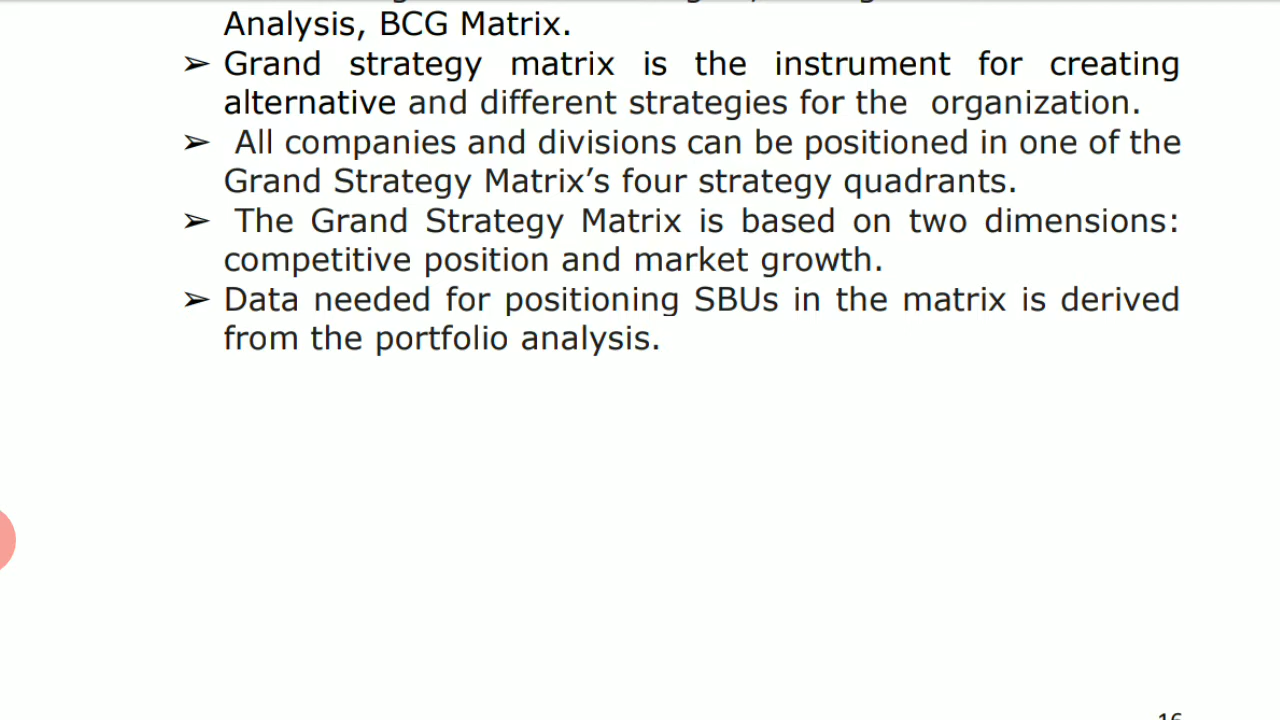 Analysis, BCG Matrix.
➢ Grand strategy matrix is the instrument for creating
alternative and different strategies for the organization.
➢ All companies and divisions can be positioned in one of the
Grand Strategy Matrix’s four strategy quadrants.
➢ The Grand Strategy Matrix is based on two dimensions:
competitive position and market growth.
➢ Data needed for positioning SBUs in the matrix is derived
from the portfolio analysis.
16